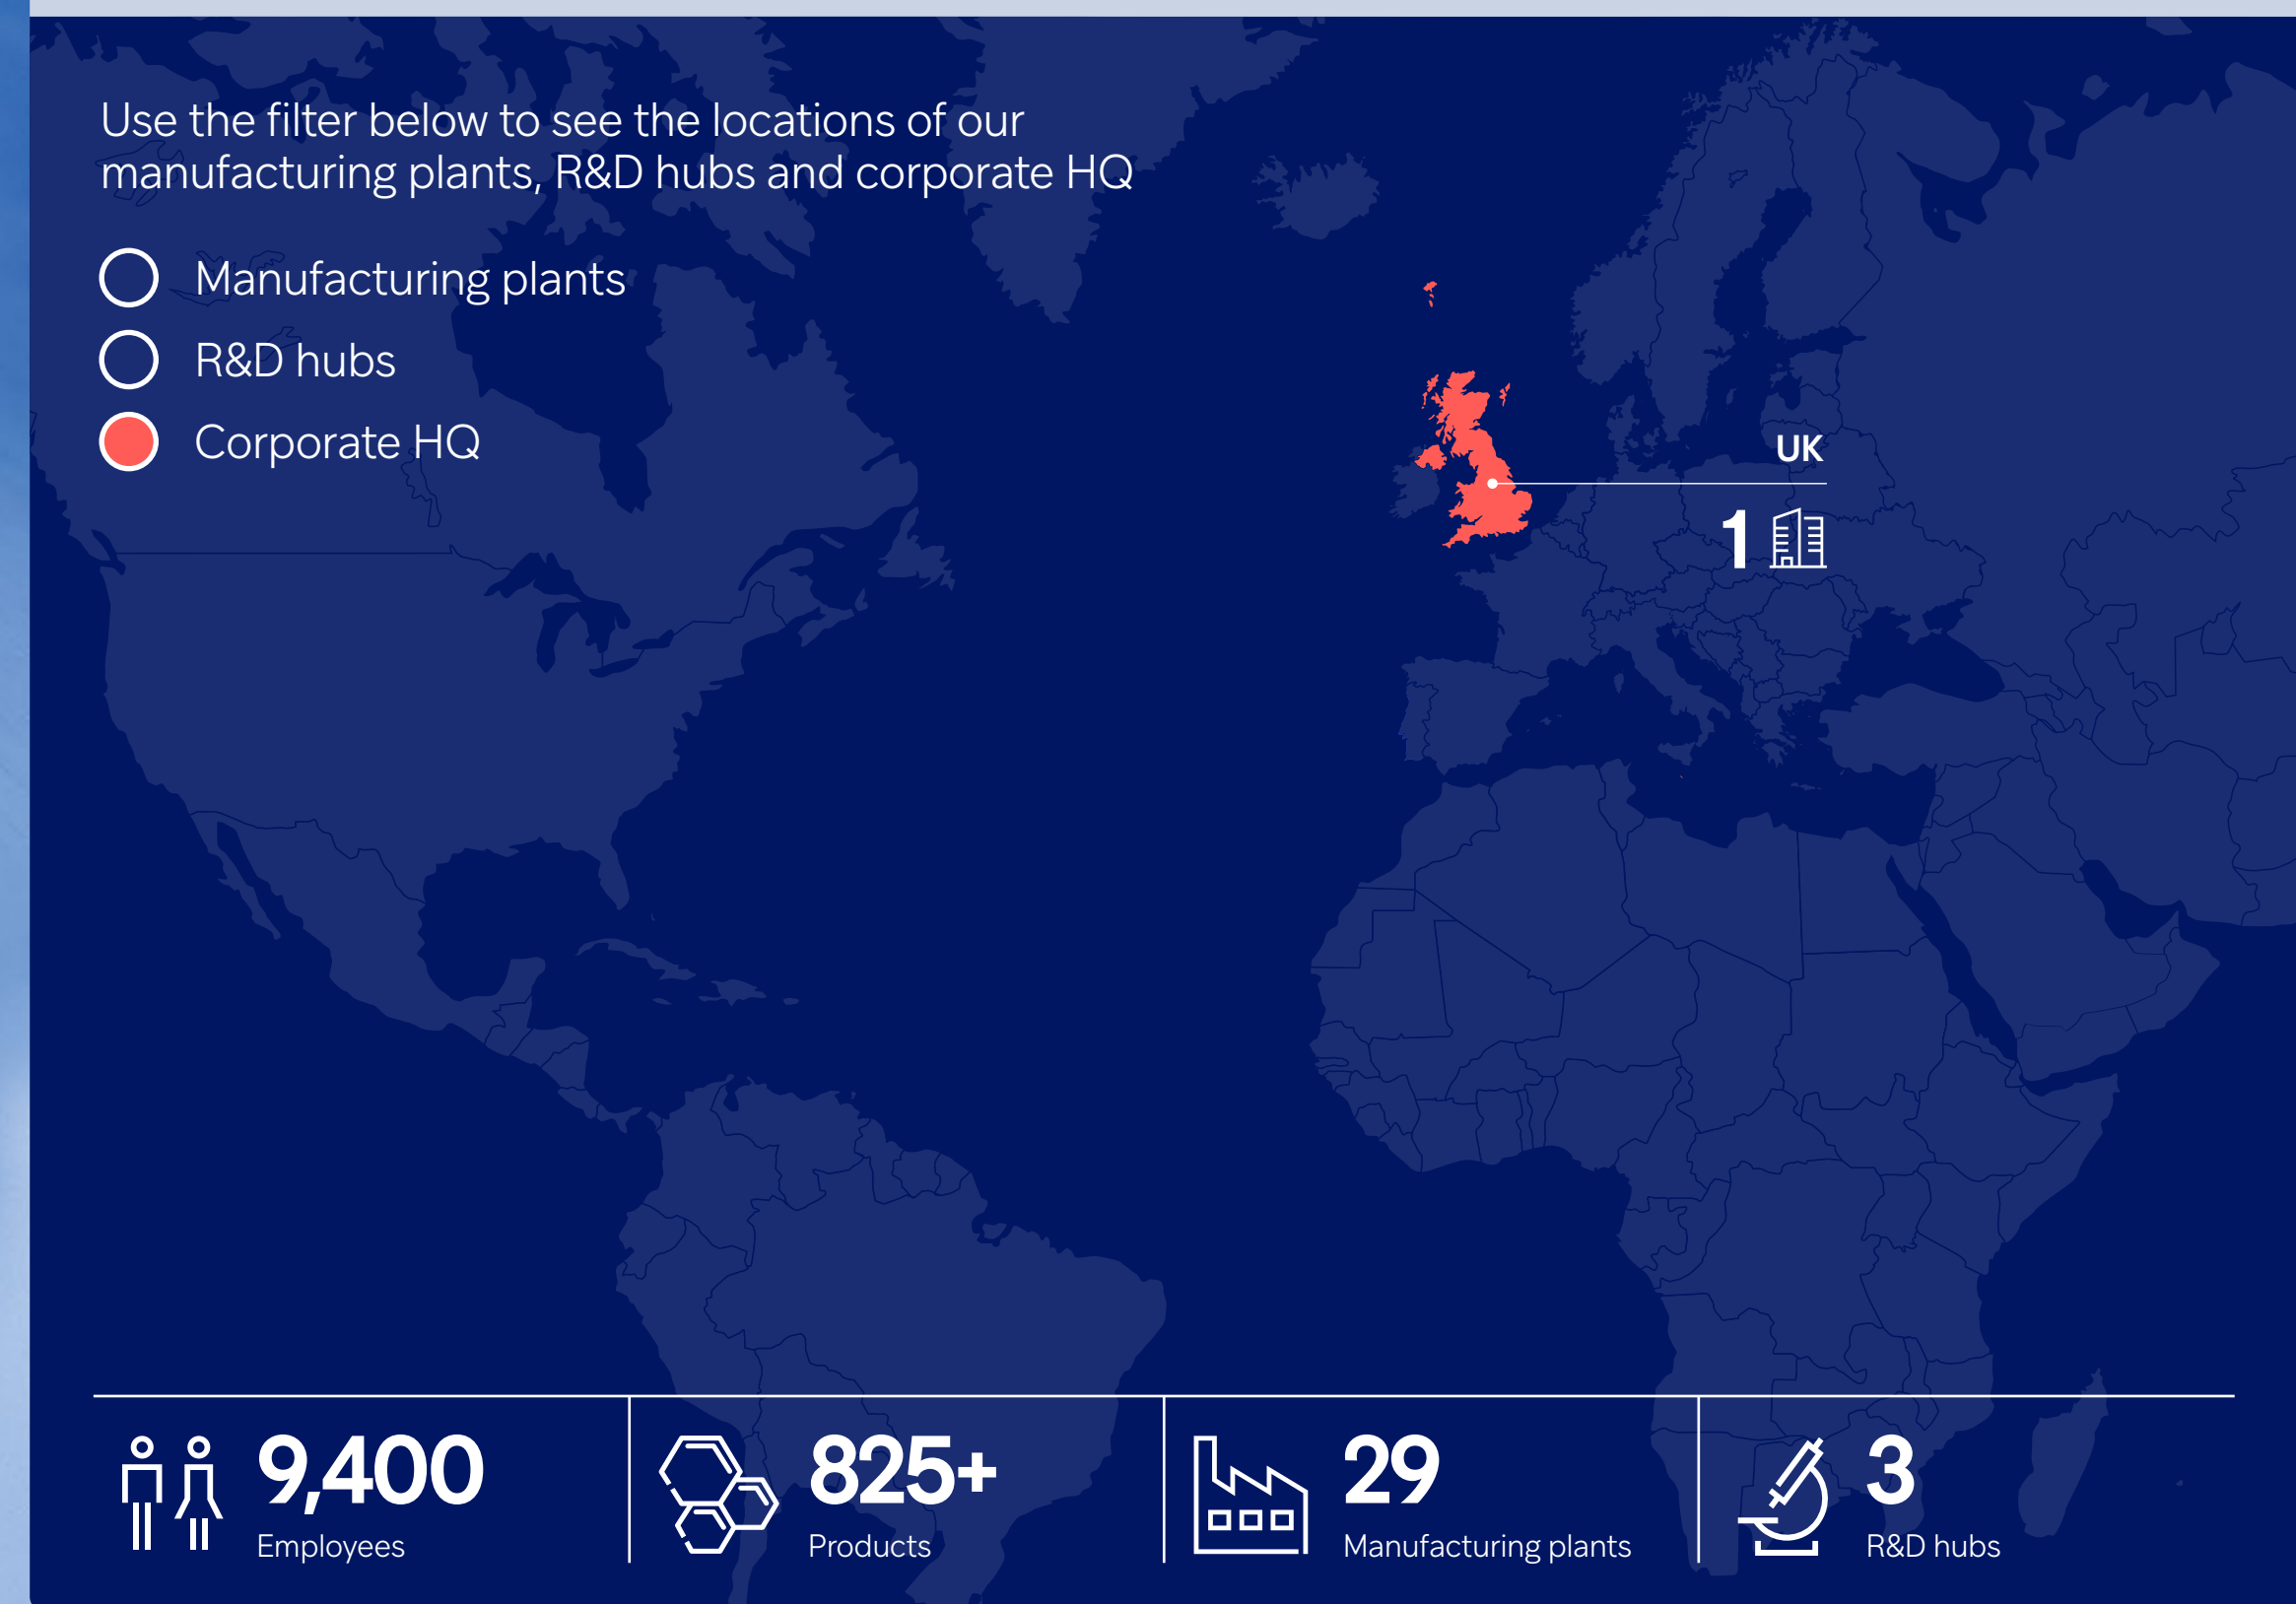 Use the filter below to see the locations of our
manufacturing plants, R&D hubs and corporate HQ
Manufacturing plants
R&D hubs
Corporate HQ
UK
1
9,400
Employees
825+
Products
29
Manufacturing plants
3
R&D hubs